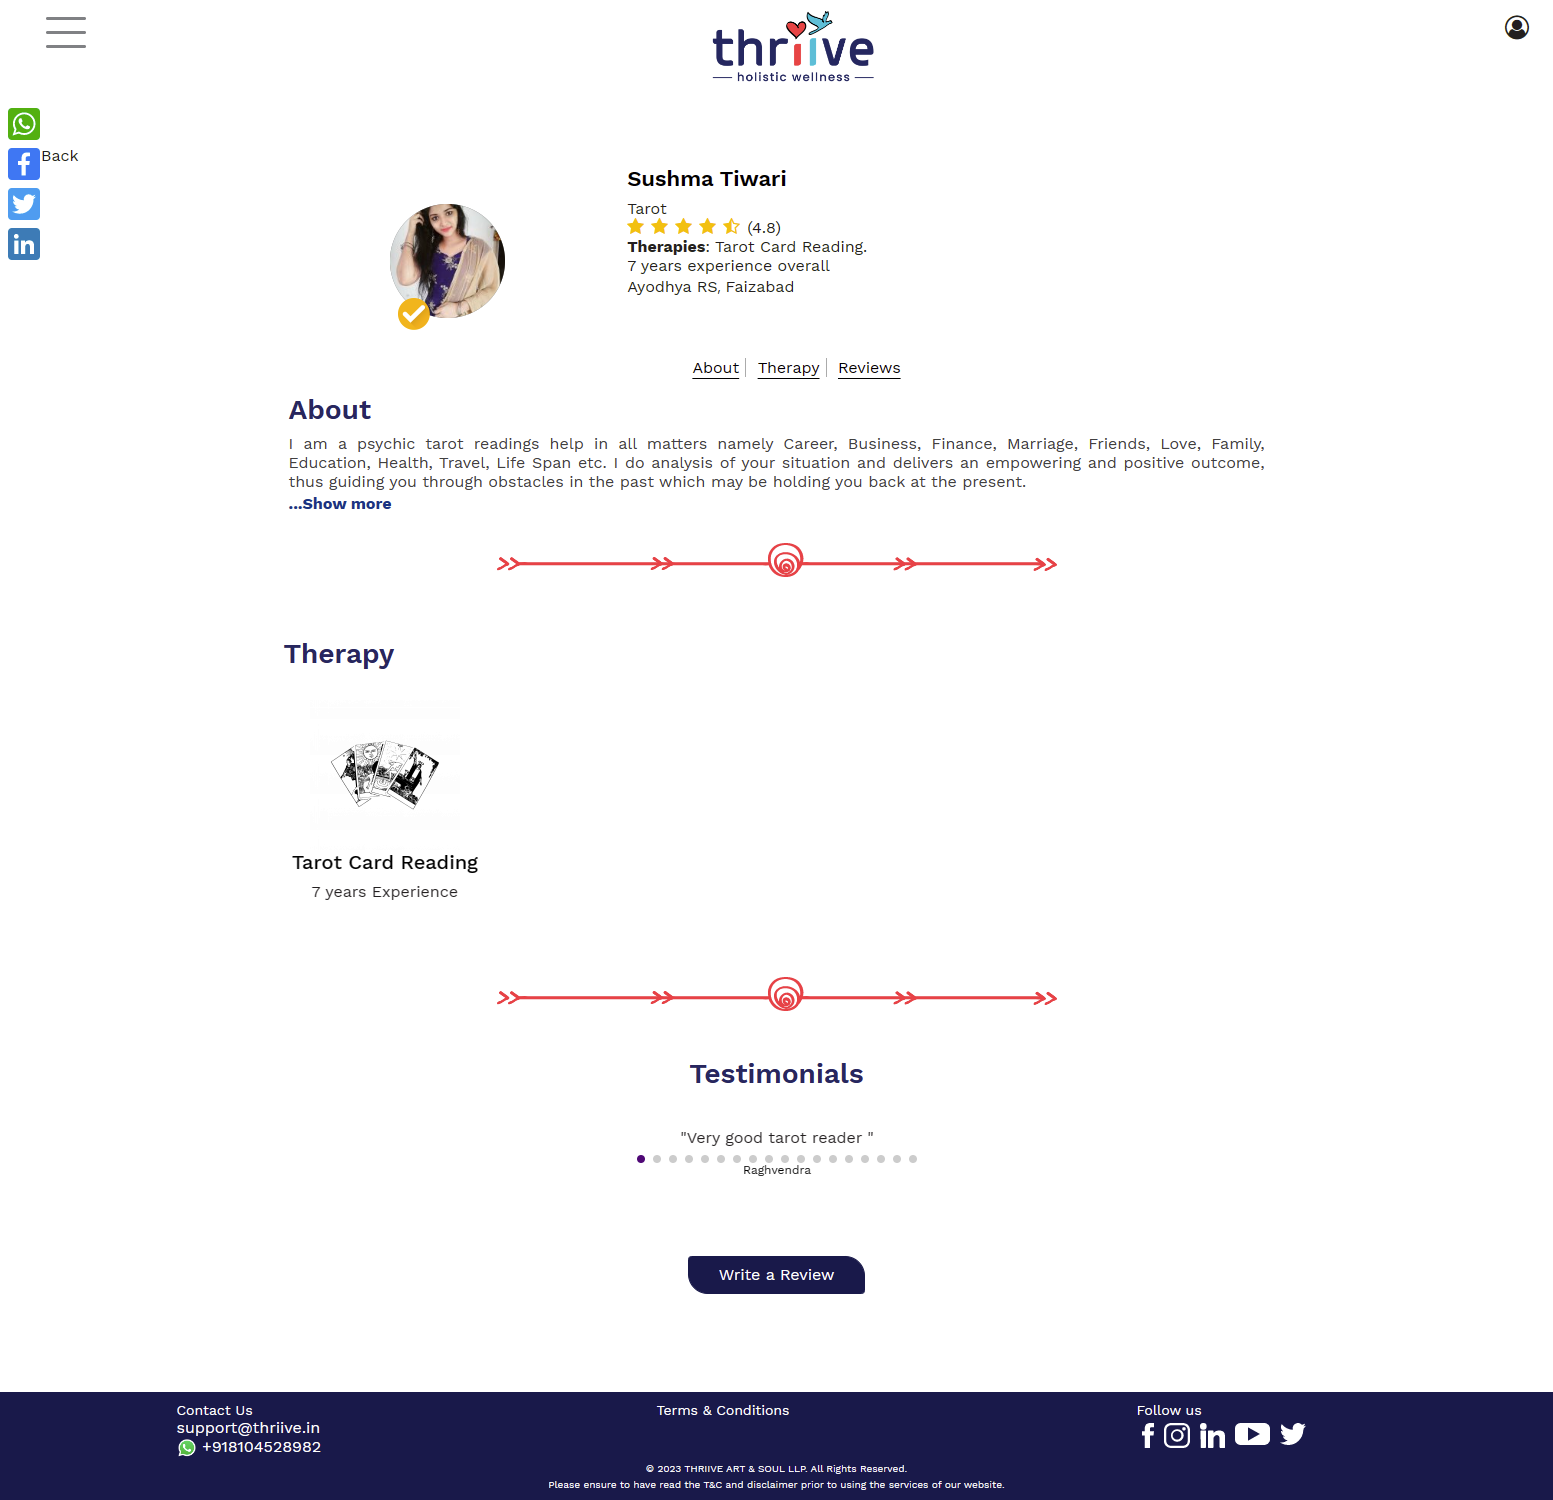 thriive
holistic wellness
Back
Sushma Tiwari
Tarot
(4.8)
Therapies: Tarot Card Reading.
7 years experience overall
Ayodhya RS, Faizabad
About
Therapy
Reviews
About
I am a psychic tarot readings help in all matters namely Career, Business, Finance, Marriage, Friends, Love, Family,
Education, Health, Travel, Life Span etc. I do analysis of your situation and delivers an empowering and positive outcome,
thus guiding you through obstacles in the past which may be holding you back at the present.
...Show more
Therapy
Tarot Card Reading
7 years Experience
Testimonials
"Very good tarot reader "
Raghvendra
Write a Review
Contact Us
support@thriive.in
+918104528982
Terms & Conditions
Follow us
© 2023 THRIIVE ART & SOUL LLP. All Rights Reserved.
Please ensure to have read the T&C and disclaimer prior to using the services of our website.